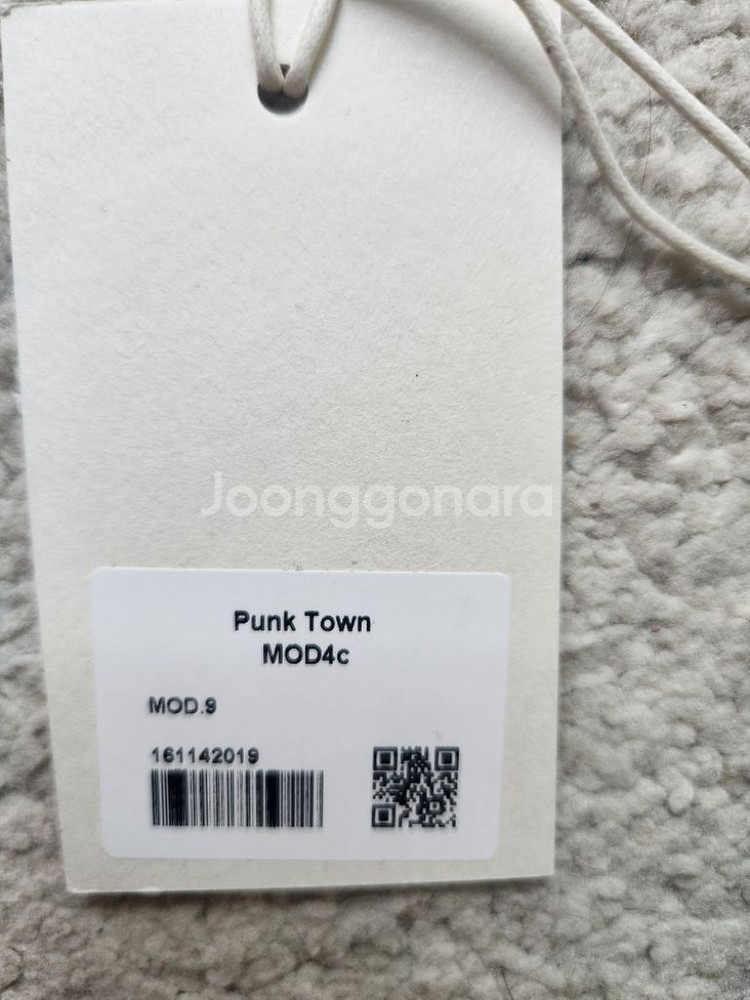 Joonggonara
Punk Town
MOD4c
MOD.9
161142019